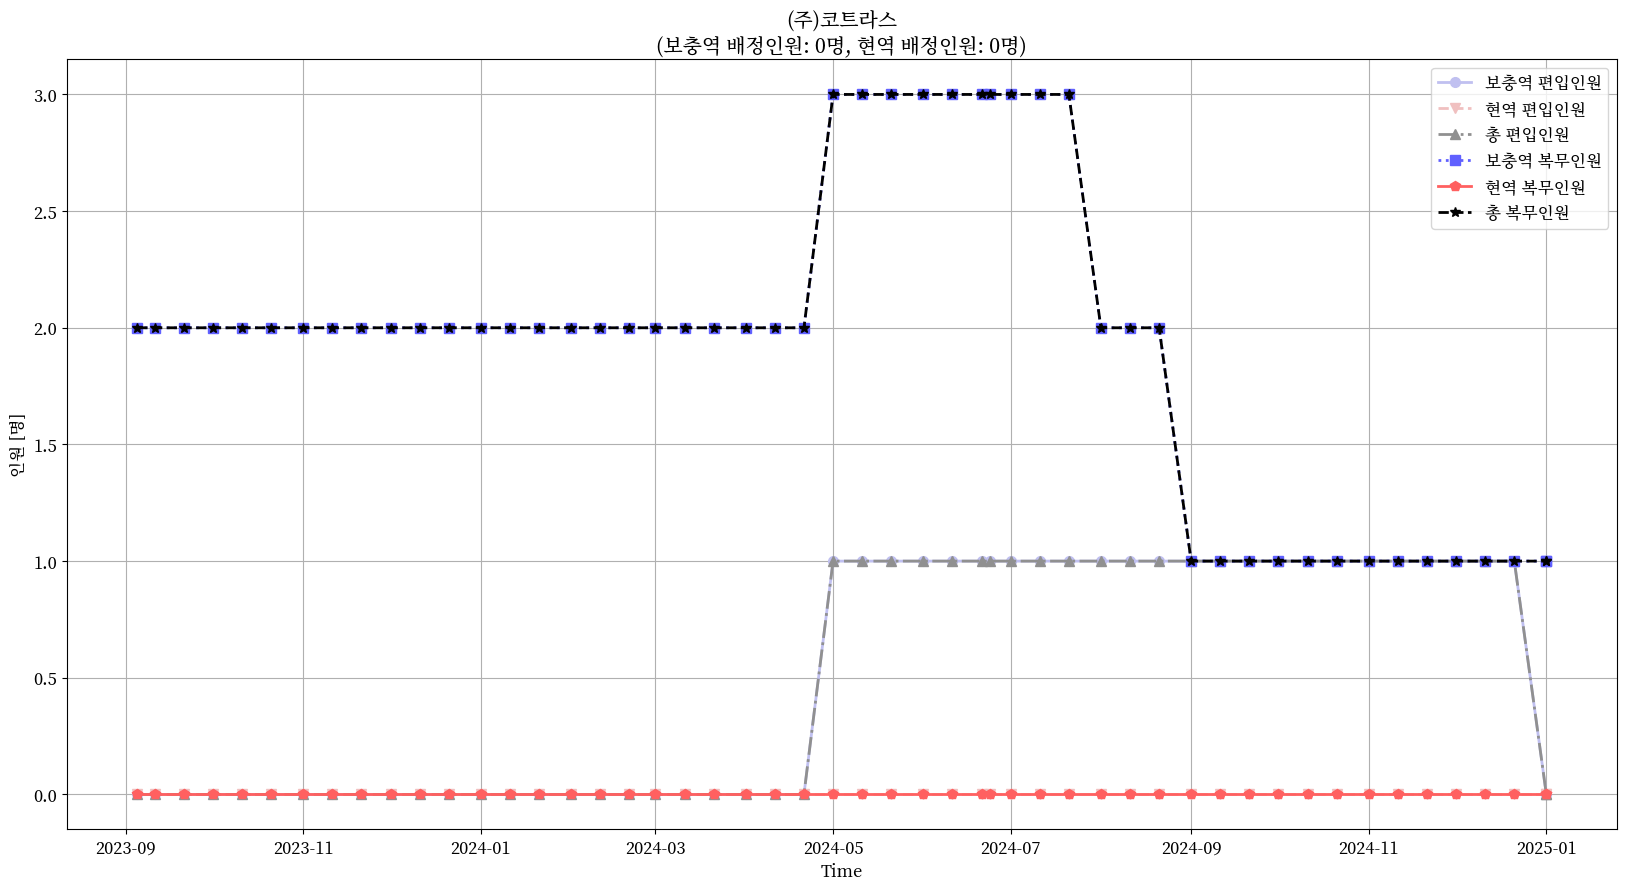 (주)코트라스
(보충역 배정인원: 0명, 현역 배정인원: 0명)
보충역 편입인원
현역 편입인원
총 편입인원
보충역 복무인원
현역 복무인원
총 복무인원
인원 [명]
3.0
2.5
2.0
1.5
1.0
0.5
0.0
2023-09
2023-11
2024-01
2024-03
2024-05
2024-07
2024-09
2024-11
2025-01
Time